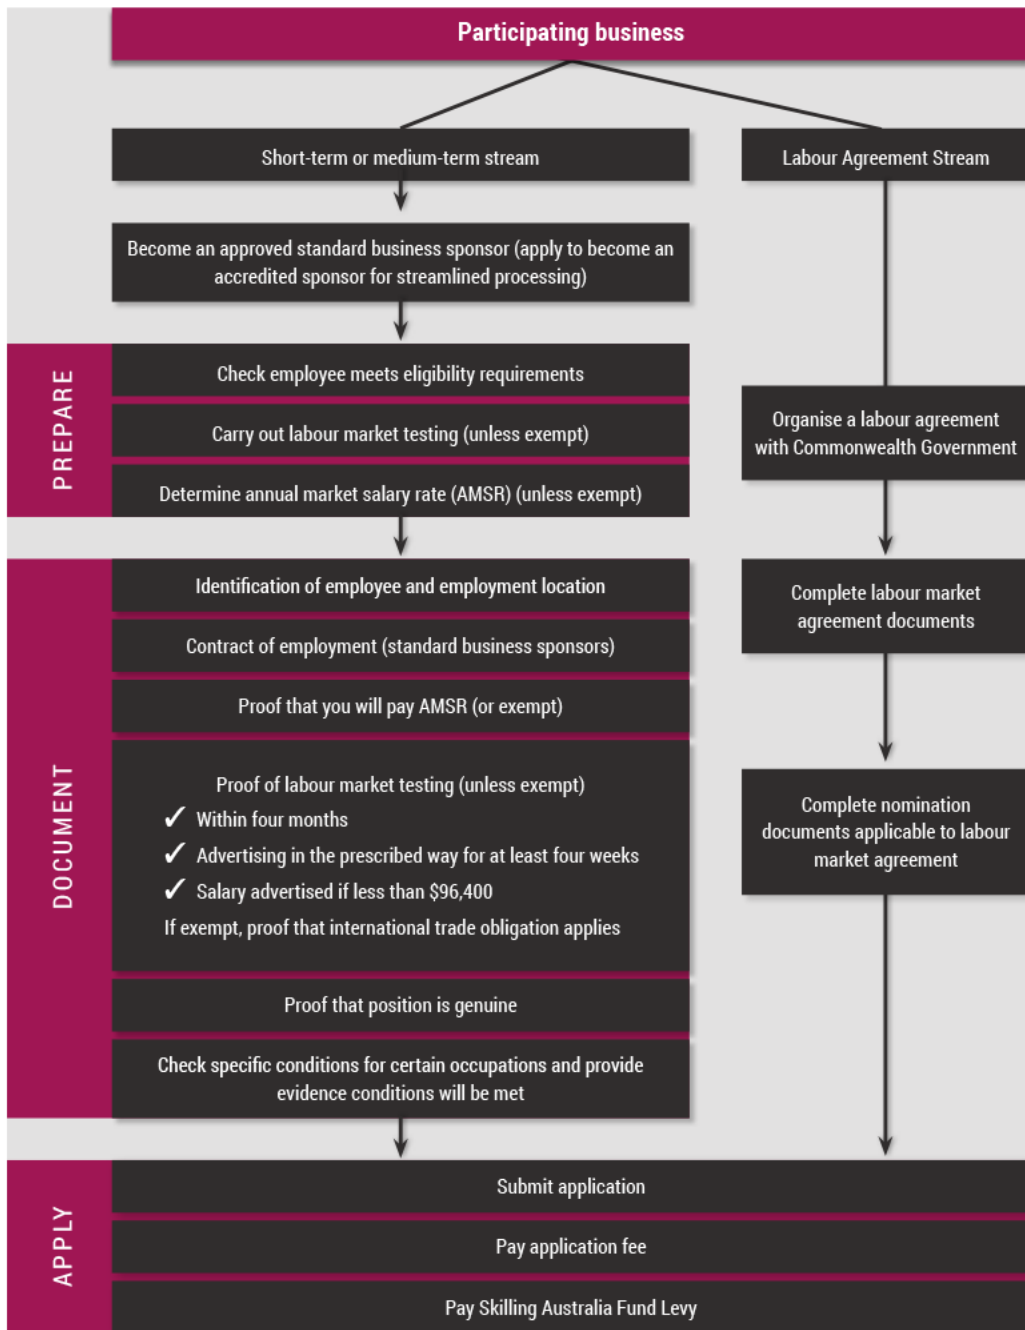 Participating business
Short-term or medium-term stream
Labour Agreement Stream
Become an approved standard business sponsor (apply to become an
accredited sponsor for streamlined processing)
PREPARE
Check employee meets eligibility requirements
Carry out labour market testing (unless exempt)
Determine annual market salary rate (AMSR) (unless exempt)
Organise a labour agreement
with Commonwealth Government
DOCUMENT
Identification of employee and employment location
Contract of employment (standard business sponsors)
Proof that you will pay AMSR (or exempt)
Proof of labour market testing (unless exempt)
✓ Within four months
✓ Advertising in the prescribed way for at least four weeks
✓ Salary advertised if less than $96,400
If exempt, proof that international trade obligation applies
Proof that position is genuine
Check specific conditions for certain occupations and provide
evidence conditions will be met
Complete labour market
agreement documents
Complete nomination
documents applicable to labour
market agreement
APPLY
Submit application
Pay application fee
Pay Skilling Australia Fund Levy